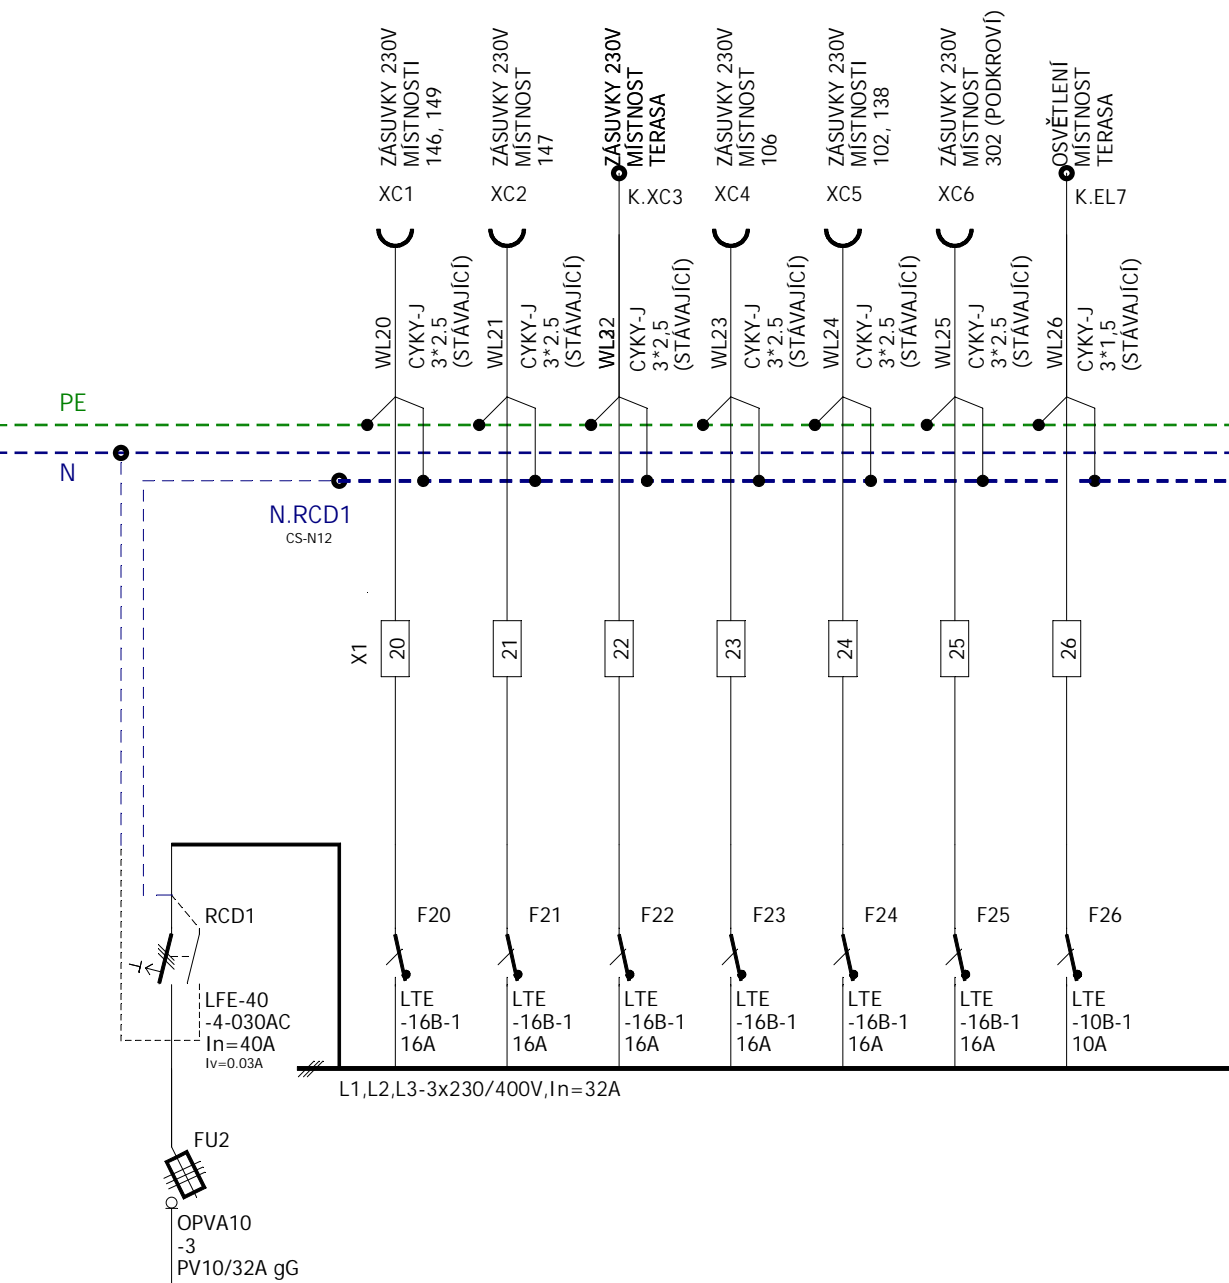 ZÁSUVKY 230V
MÍSTNOSTI
146, 149
ZÁSUVKY 230V
MÍSTNOST
147
ZÁSUVKY 230V
MÍSTNOST
TERASA
ZÁSUVKY 230V
MÍSTNOST
106
ZÁSUVKY 230V
MÍSTNOSTI
102, 138
ZÁSUVKY 230V
MÍSTNOST
302 (PODKROVÍ)
OSVĚTLENÍ
MÍSTNOST
TERASA
XC1
XC2
K.XC3
XC4
XC5
XC6
K.EL7
WL20
CYKY-J
3*2.5
(STÁVAJÍCÍ)
WL21
CYKY-J
3*2.5
(STÁVAJÍCÍ)
CYKY-J
3*2,5
(STÁVAJÍCÍ)
WL23
CYKY-J
3*2.5
(STÁVAJÍCÍ)
WL24
CYKY-J
3*2.5
(STÁVAJÍCÍ)
WL25
CYKY-J
3*2.5
(STÁVAJÍCÍ)
WL26
CYKY-J
3*1,5
(STÁVAJÍCÍ)
PE
N
N.RCD1
CS-N12
X1
20
21
22
23
24
25
26
RCD1
LFE-40
-4-030AC
In=40A
Iv=0.03A
F20
LTE
-16B-1
16A
F21
LTE
-16B-1
16A
F22
LTE
-16B-1
16A
F23
LTE
-16B-1
16A
F24
LTE
-16B-1
16A
F25
LTE
-16B-1
16A
F26
LTE
-10B-1
10A
L1,L2,L3-3x230/400V,In=32A
FU2
OPVA10
-3
PV10/32A gG